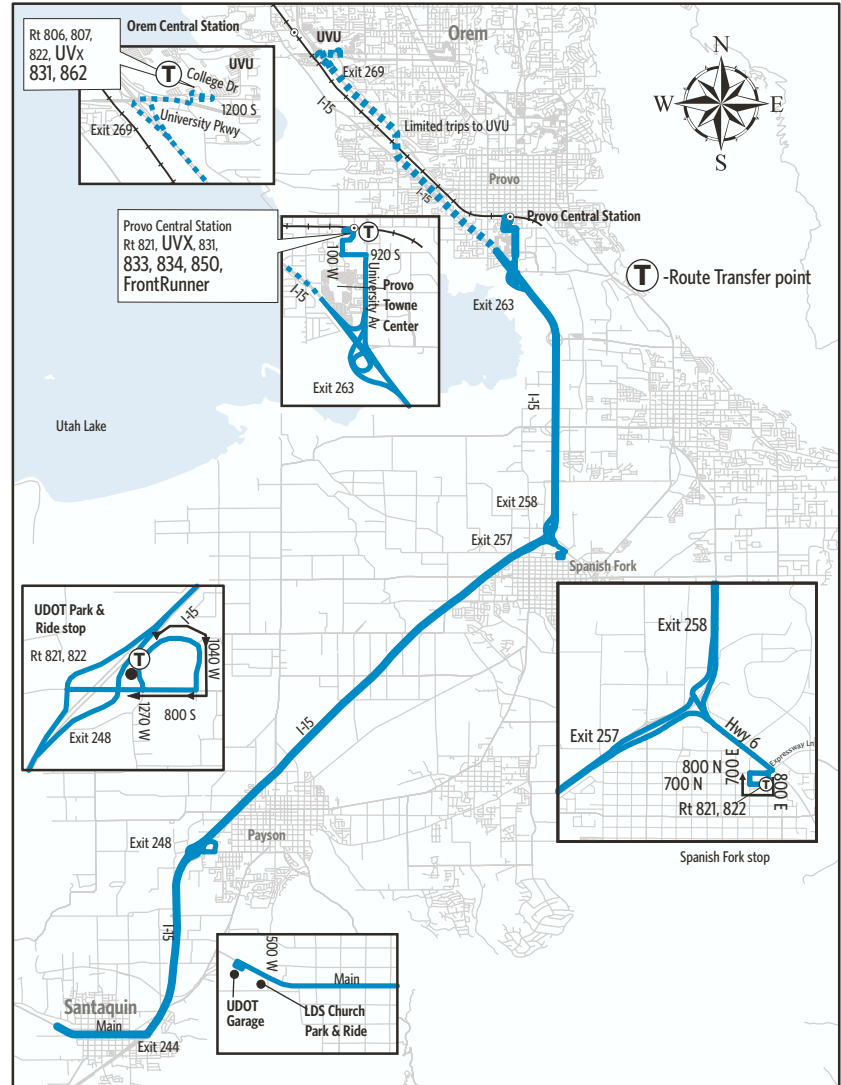 Orem Central Station
Rt 806, 807,
822, UVx
831, 862
T
College Dr
UVU
1200 S
University Pkwy
Exit 269
Orem
UVU
Exit 269
I-15
Limited trips to UVU
Provo
I-15
Provo Central Station
N
W E
S
T -Route Transfer point
Provo Central Station
Rt 821, UVX, 831,
833, 834, 850,
FrontRunner
T
920 S
100 W
University Av
I-15
Provo
Towne
Center
Exit 263
Exit 263
Utah Lake
I-15
Exit 258
Exit 257
Spanish Fork
UDOT Park &
Ride stop
Rt 821, 822
I-15
T
1040 W
1270 W
800 S
Exit 248
Exit 258
Exit 257
Hwy 6
Expressway Ln
800 N
700 N
700 E
800 E
T
Rt 821, 822
Spanish Fork stop
I-15
Exit 248
Payson
I-15
500 W
Main
UDOT
Garage
LDS Church
Park & Ride
Santaquin
Main
Exit 244